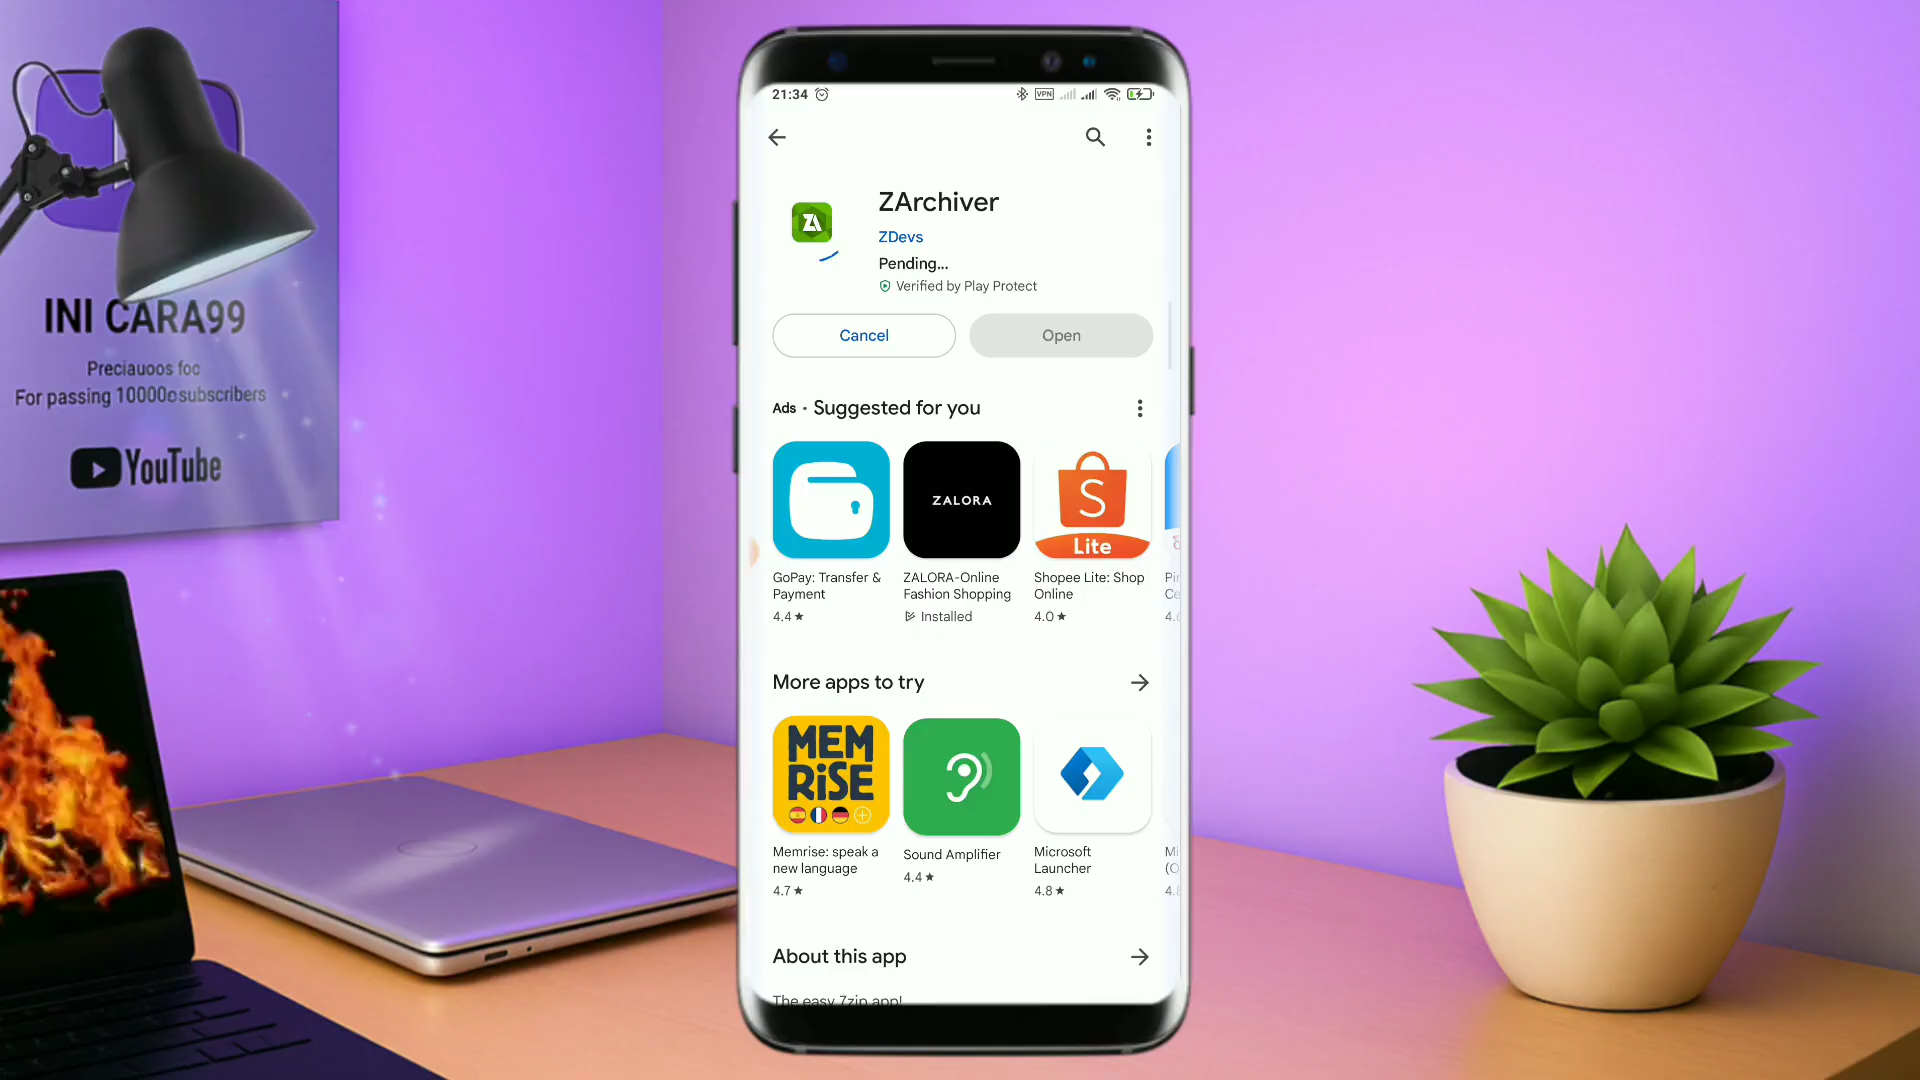 INI CARA99
Preciauoos foo
For passing 10000c subscribers
YouTube
21:34
VPN
ZA
ZArchiver
ZDevs
Pending...
Verified by Play Protect
Cancel
Open
Ads • Suggested for you
ZALORA
S
Lite
GoPay: Transfer &
Payment
4.4 ★
ZALORA-Online
Fashion Shopping
Installed
Shopee Lite: Shop
Online
4.0 ★
More apps to try
MEM
RiSE
Memrise: speak a
new language
4.7 ★
Sound Amplifier
4.4 ★
Microsoft
Launcher
4.8 ★
About this app
The easy 7zip app!